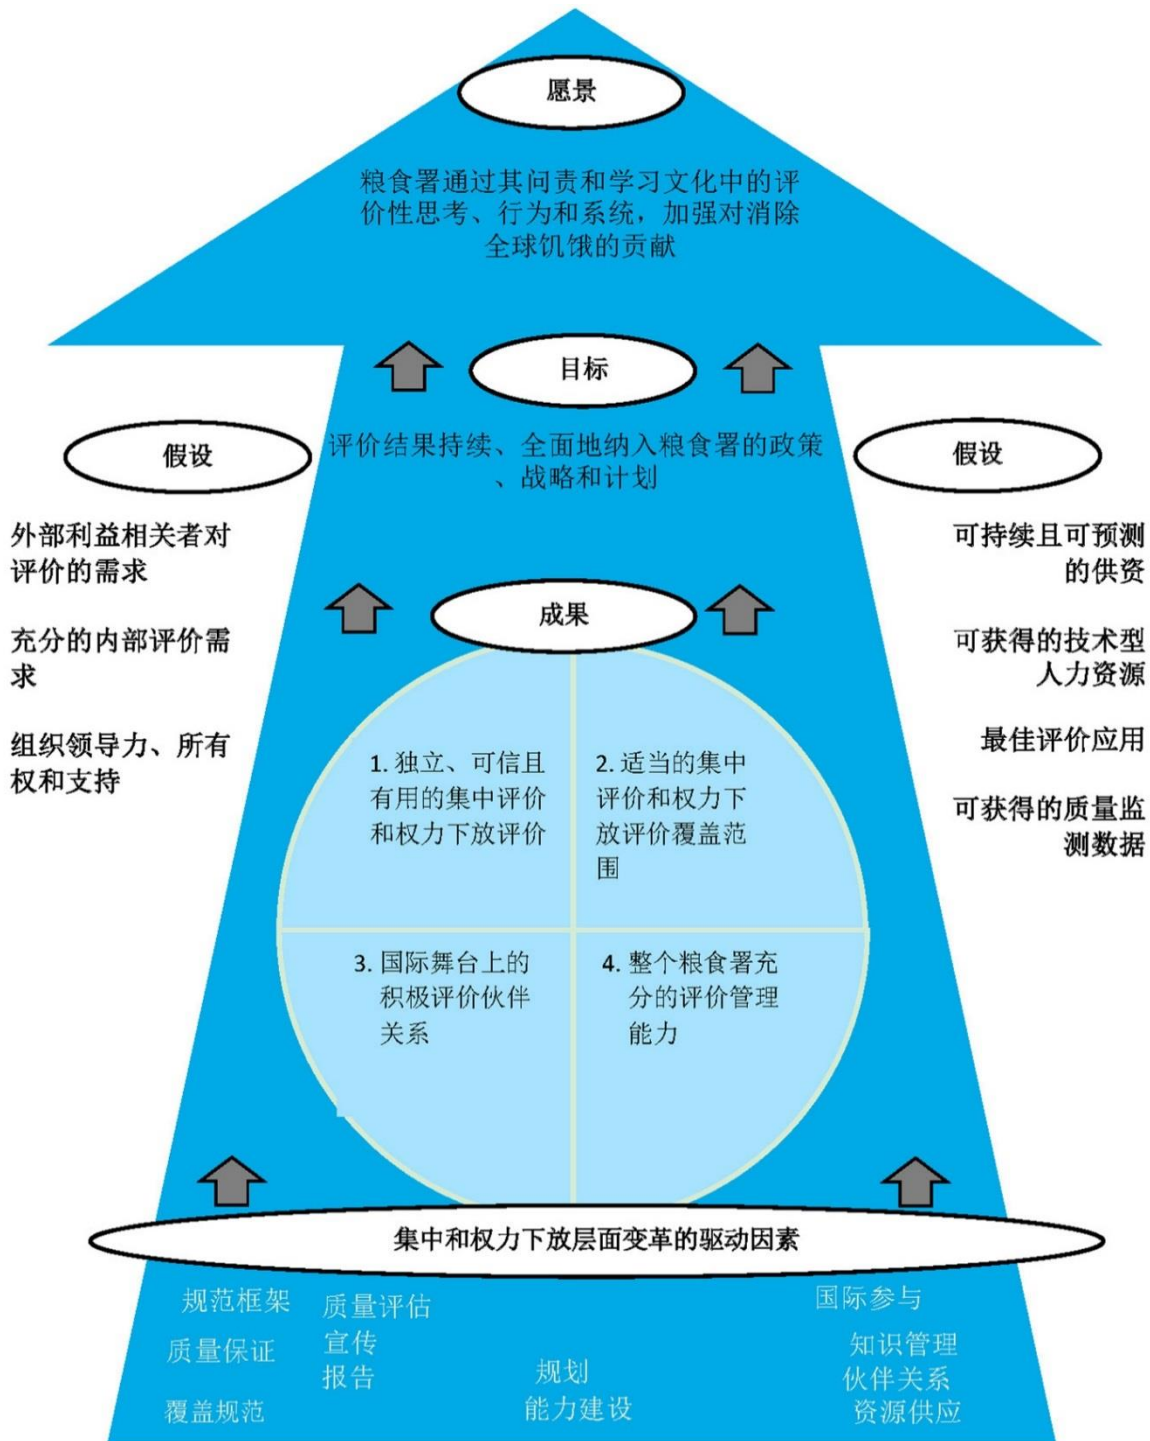 愿景
粮食署通过其问责和学习文化中的评
价性思考、行为和系统，加强对消除
全球饥饿的贡献
目标
评价结果持续、全面地纳入粮食署的政策
、战略和计划
假设
外部利益相关者对
评价的需求
充分的内部评价需
求
组织领导力、所有
权和支持
假设
可持续且可预测
的供资
可获得的技术型
人力资源
最佳评价应用
可获得的质量监
测数据
成果
1. 独立、可信且
有用的集中评价
和权力下放评价
2. 适当的集中
评价和权力下
放评价覆盖范
围
3. 国际舞台上的
积极评价伙伴
关系
4. 整个粮食署充
分的评价管理
能力
集中和权力下放层面变革的驱动因素
规范框架
质量保证
覆盖规范
质量评估
宣传
报告
规划
能力建设
国际参与
知识管理
伙伴关系
资源供应